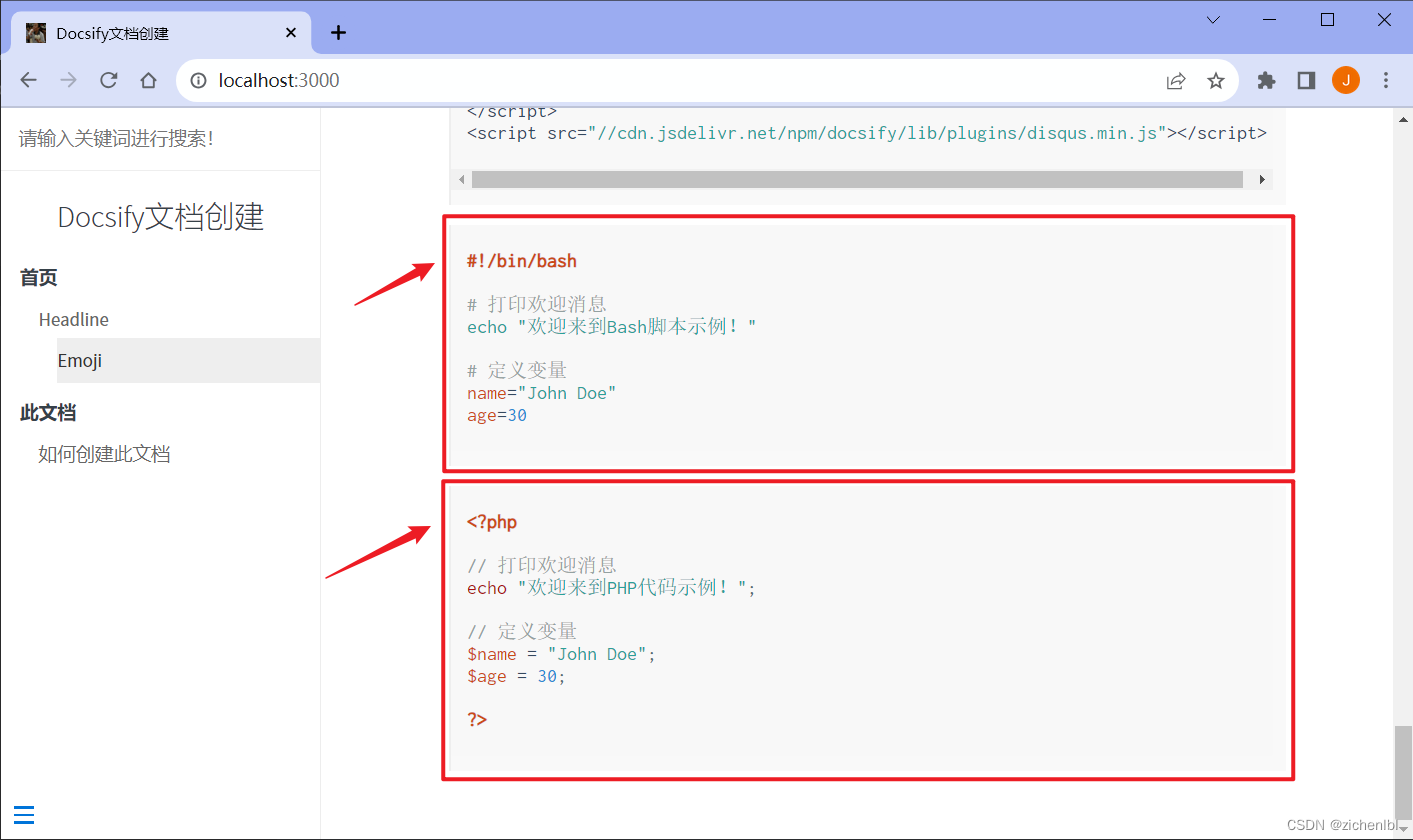 Docsify文档创建
localhost:3000
J
请输入关键词进行搜索!
Docsify文档创建
首页
Headline
Emoji
此文档
如何创建此文档
</script>
<script src="//cdn.jsdelivr.net/npm/docsify/lib/plugins/disqus.min.js"></script>
#!/bin/bash
# 打印欢迎消息
echo "欢迎来到Bash脚本示例！"
# 定义变量
name="John Doe"
age=30
<?php
// 打印欢迎消息
echo "欢迎来到PHP代码示例！";
// 定义变量
$name = "John Doe";
$age = 30;
?>
CSDN @zichenlbl